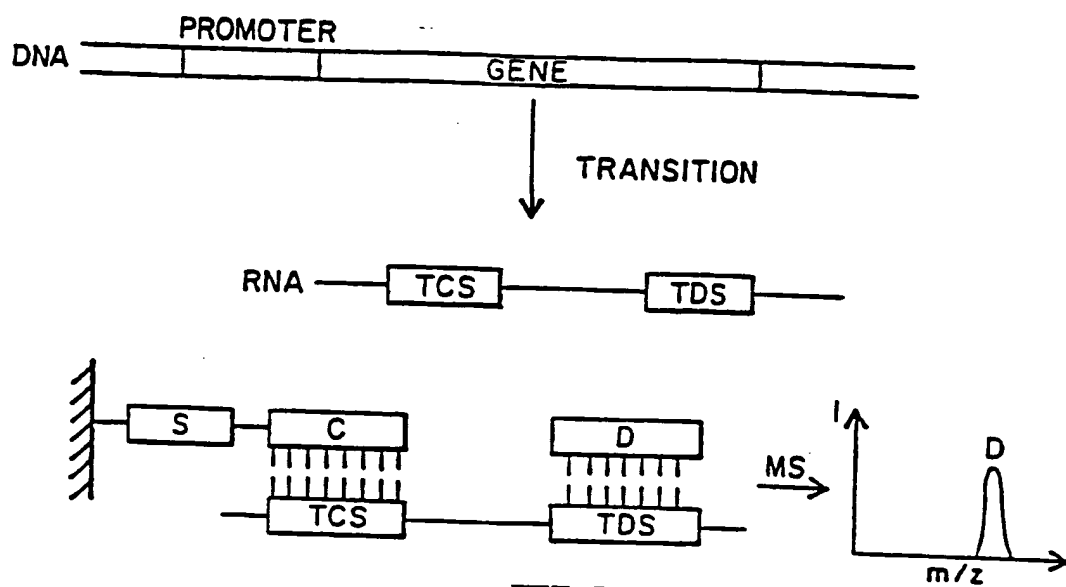 PROMOTER
DNA
GENE
TRANSITION
RNA
TCS
TDS
S
C
D
TCS
TDS
MS
I
D
m/z